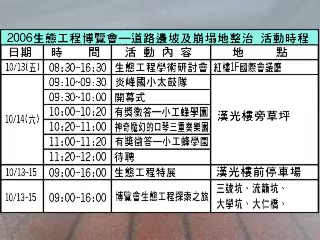 2006生態工程博覽會—道路邊坡及崩塌地整治 活動時程
日期 時 間 活 動 內 容 地 點
10/13(五) 08:30~16:30 生態工程學術研討會 紅樓1F國際會議廳
10/14(六) 09:10~09:30 炎峰國小太鼓隊 漢光樓旁草坪
09:30~10:00 開幕式
10:00~10:20 有獎徵答—小工蜂學園
10:20~11:00 神奇魔幻的口琴三重奏樂團
11:00~11:20 有獎徵答—小工蜂學園
11:20~12:00 待聘
10/13-15 09:00~16:00 生態工程特展 漢光樓前停車場
10/13-15 09:00~16:00 博覽會生態工程探索之旅 三號坑、流籠坑、
大學坑、大仁橋、